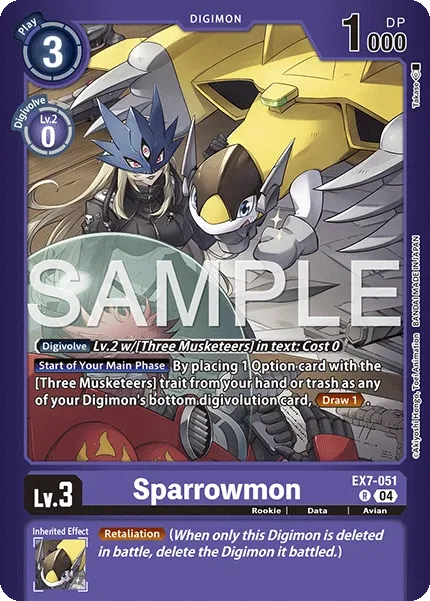 DIGIMON
Play
3
1000
DP
Digivolve
Lv.2
0
Takase
SAMPLE
©Akiyoshi Hongo, Toei Animation BANDAI MADE IN JAPAN
Digivolve Lv.2 w/[Three Musketeers] in text: Cost 0
Start of Your Main Phase By placing 1 Option card with the
[Three Musketeers] trait from your hand or trash as any
of your Digimon's bottom digivolution card, Draw 1 .
EX7-051
Lv.3
Sparrowmon
R 04
Rookie | Data | Avian
Inherited Effect
Retaliation (When only this Digimon is deleted
in battle, delete the Digimon it battled.)